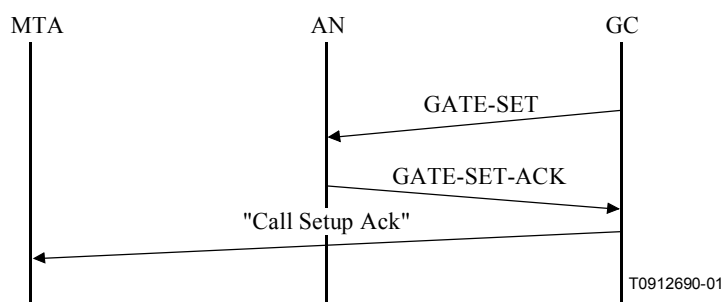 MTA AN GC
GATE-SET
GATE-SET-ACK
"Call Setup Ack"
T0912690-01